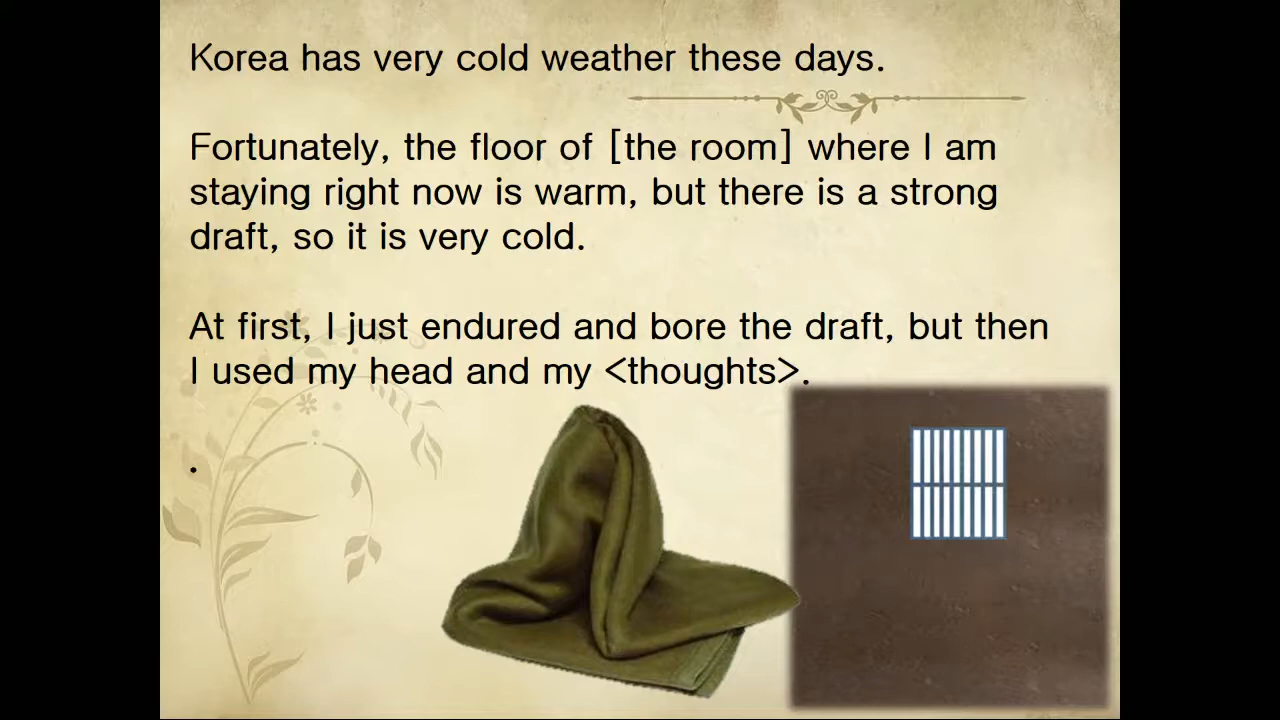 Korea has very cold weather these days.
Fortunately, the floor of [the room] where I am
staying right now is warm, but there is a strong
draft, so it is very cold.
At first, I just endured and bore the draft, but then
I used my head and my <thoughts>.
.